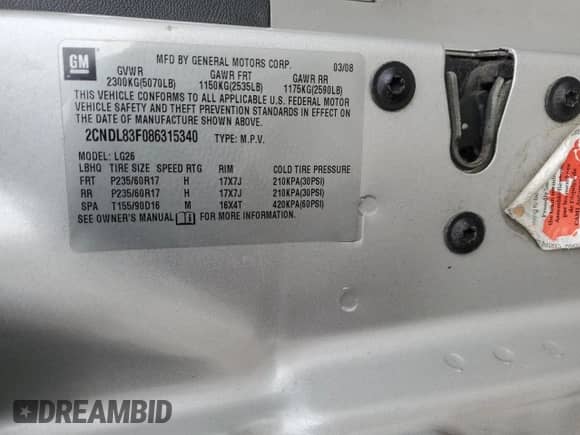 GM
MFD BY GENERAL MOTORS CORP. 03/08
GVWR GAWR FRT GAWR RR
2300KG(5070LB) 1150KG(2535LB) 1175KG(2590LB)
THIS VEHICLE CONFORMS TO ALL APPLICABLE U.S. FEDERAL MOTOR
VEHICLE SAFETY AND THEFT PREVENTION STANDARDS IN EFFECT ON
THE DATE OF MANUFACTURE SHOWN ABOVE.
2CNDL83F086315340 TYPE: M.P.V.
MODEL: LG26
LBHQ TIRE SIZE SPEED RTG RIM COLD TIRE PRESSURE
FRT P235/60R17 H 17X7J 210KPA(30PSI)
RR P235/60R17 H 17X7J 210KPA(30PSI)
SPA T155/90D16 M 16X4T 420KPA(60PSI)
SEE OWNER'S MANUAL FOR MORE INFORMATION.
DREAMBID